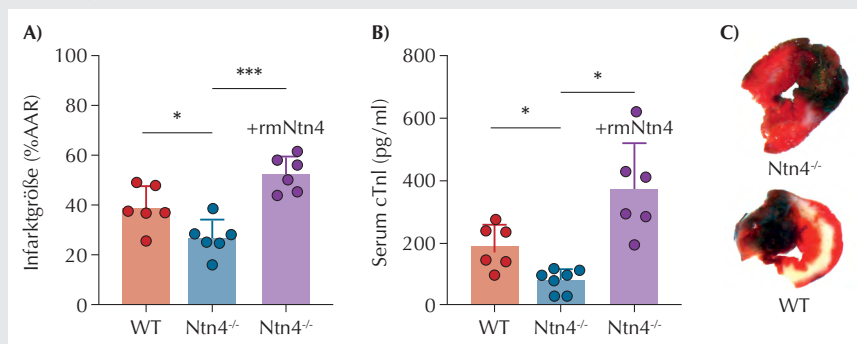 A)
Infarktgröße (%AAR)
100
80
60
40
20
0
*
***
+rmNtn4
WT
Ntn4-/-
Ntn4-/-
B)
Serum cTnI (pg/ml)
800
600
400
200
0
*
*
+rmNtn4
WT
Ntn4-/-
Ntn4-/-
C)
Ntn4-/-
WT